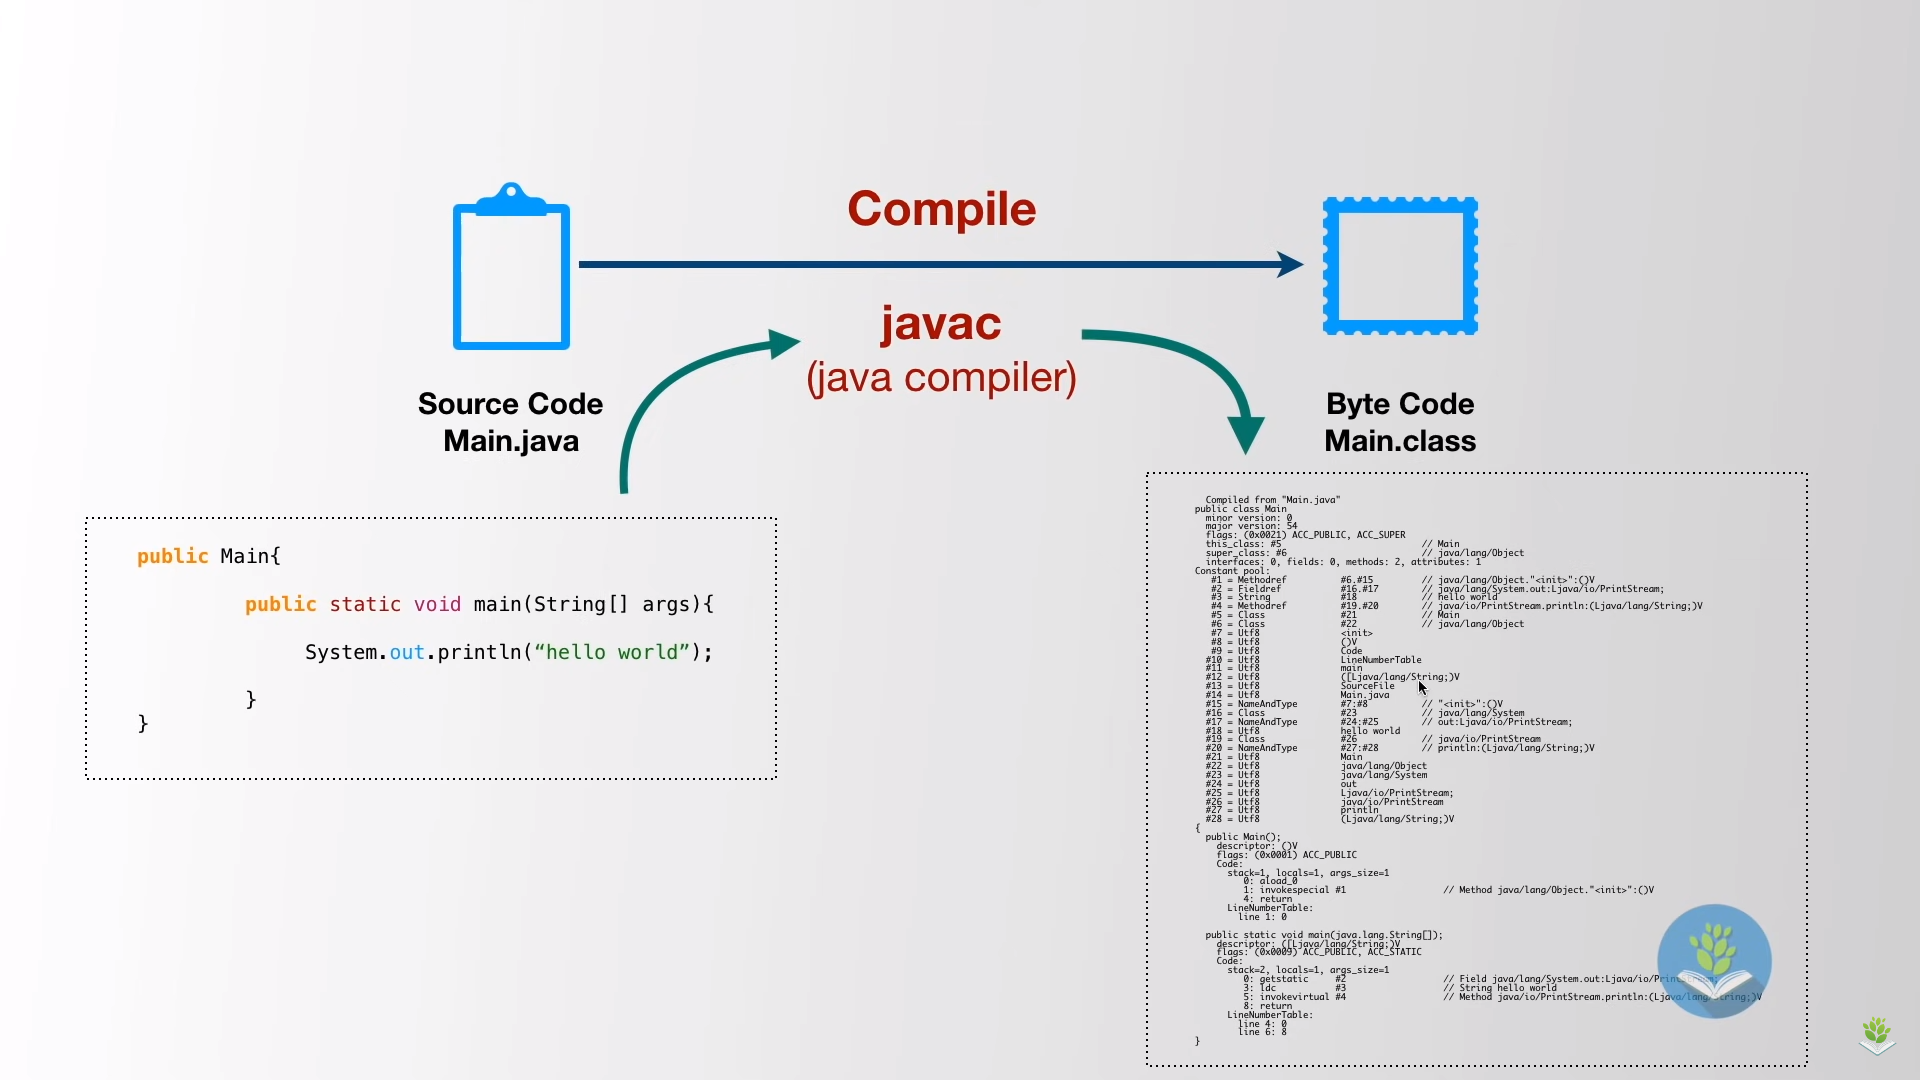 Compile
javac
(java compiler)
Source Code
Main.java
Byte Code
Main.class
public Main{
public static void main(String[] args){
System.out.println(“hello world”);
}
}
Compiled from "Main.java"
public class Main
minor version: 0
major version: 54
flags: (0x0021) ACC_PUBLIC, ACC_SUPER
this_class: #5 // Main
super_class: #6 // java/lang/Object
interfaces: 0, fields: 0, methods: 2, attributes: 1
Constant pool:
#1 = Methodref #6.#15 // java/lang/Object."<init>":()V
#2 = Fieldref #16.#17 // java/lang/System.out:Ljava/io/PrintStream;
#3 = String #18 // hello world
#4 = Methodref #19.#20 // java/io/PrintStream.println:(Ljava/lang/String;)V
#5 = Class #21 // Main
#6 = Class #22 // java/lang/Object
#7 = Utf8 <init>
#8 = Utf8 ()V
#9 = Utf8 Code
#10 = Utf8 LineNumberTable
#11 = Utf8 main
#12 = Utf8 ([Ljava/lang/String;)V
#13 = Utf8 SourceFile
#14 = Utf8 Main.java
#15 = NameAndType #7:#8 // "<init>":()V
#16 = Class #23 // java/lang/System
#17 = NameAndType #24:#25 // out:Ljava/io/PrintStream;
#18 = Utf8 hello world
#19 = Class #26 // java/io/PrintStream
#20 = NameAndType #27:#28 // println:(Ljava/lang/String;)V
#21 = Utf8 Main
#22 = Utf8 java/lang/Object
#23 = Utf8 java/lang/System
#24 = Utf8 out
#25 = Utf8 Ljava/io/PrintStream;
#26 = Utf8 java/io/PrintStream
#27 = Utf8 println
#28 = Utf8 (Ljava/lang/String;)V
{
public Main();
descriptor: ()V
flags: (0x0001) ACC_PUBLIC
Code:
stack=1, locals=1, args_size=1
0: aload_0
1: invokespecial #1 // Method java/lang/Object."<init>":()V
4: return
LineNumberTable:
line 1: 0
public static void main(java.lang.String[]);
descriptor: ([Ljava/lang/String;)V
flags: (0x0009) ACC_PUBLIC, ACC_STATIC
Code:
stack=2, locals=1, args_size=1
0: getstatic #2 // Field java/lang/System.out:Ljava/io/PrintStream;
3: ldc #3 // String hello world
5: invokevirtual #4 // Method java/io/PrintStream.println:(Ljava/lang/String;)V
8: return
LineNumberTable:
line 4: 0
line 6: 8
}